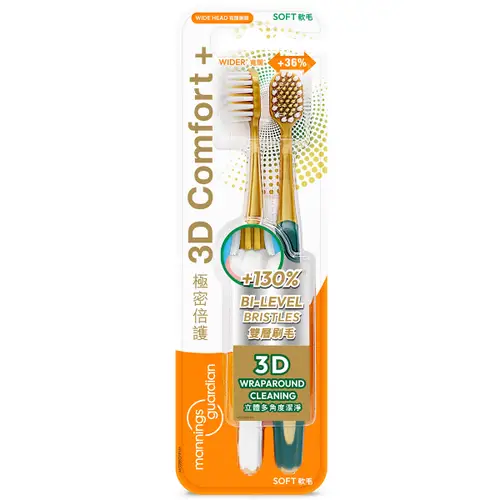 WIDE HEAD 寬頭刷頭
SOFT 軟毛
WIDER* 寬闊
+36%
3D Comfort +
極密倍護
+130%
BI-LEVEL
BRISTLES
雙層刷毛
3D
WRAPAROUND
CLEANING
立體多角度潔淨
mannings
guardian
SOFT 軟毛